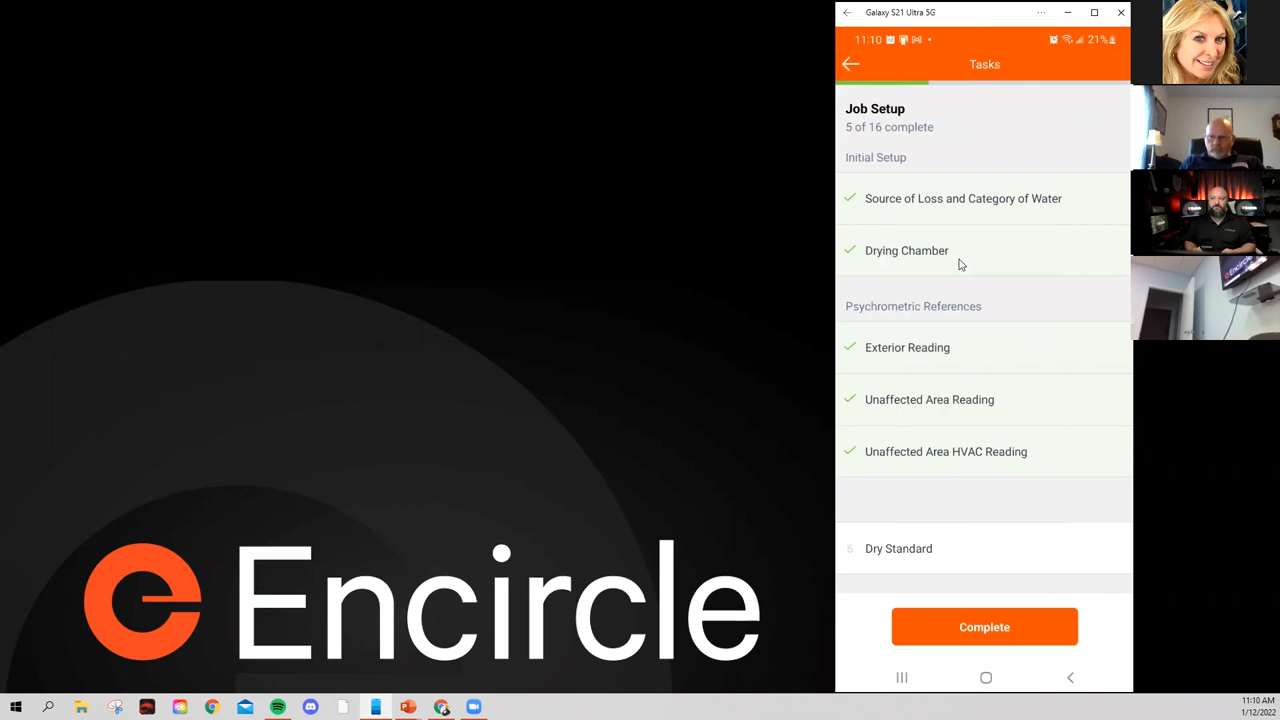 Galaxy S21 Ultra 5G
11:10
21%
Tasks
Job Setup
5 of 16 complete
Initial Setup
Source of Loss and Category of Water
Drying Chamber
Psychrometric References
Exterior Reading
Unaffected Area Reading
Unaffected Area HVAC Reading
6 Dry Standard
Complete
Encircle
11:10 AM
1/12/2022